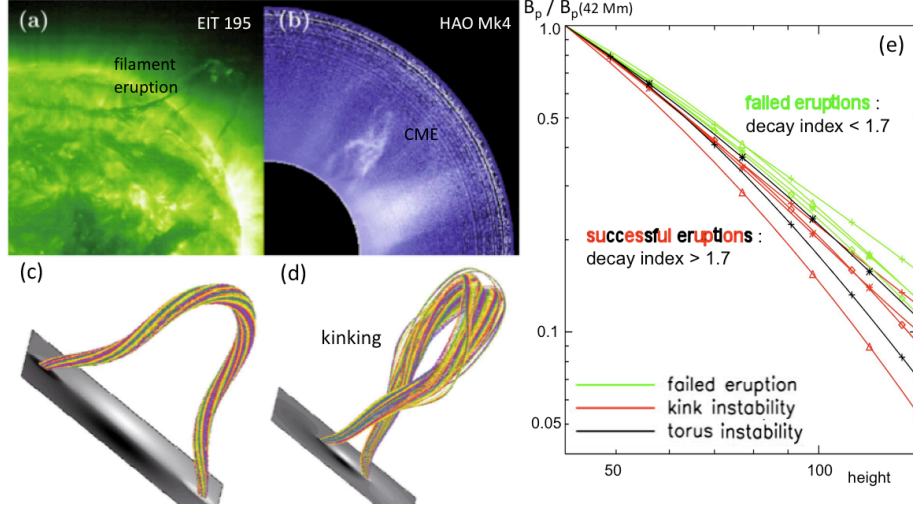 (a)
EIT 195
filament
eruption
(b)
HAO Mk4
CME
(c)
(d)
kinking
B_p / B_p(42 Mm)
(e)
1.0
0.5
0.1
0.05
failed eruptions :
decay index < 1.7
successful eruptions :
decay index > 1.7
failed eruption
kink instability
torus instability
50
100
height